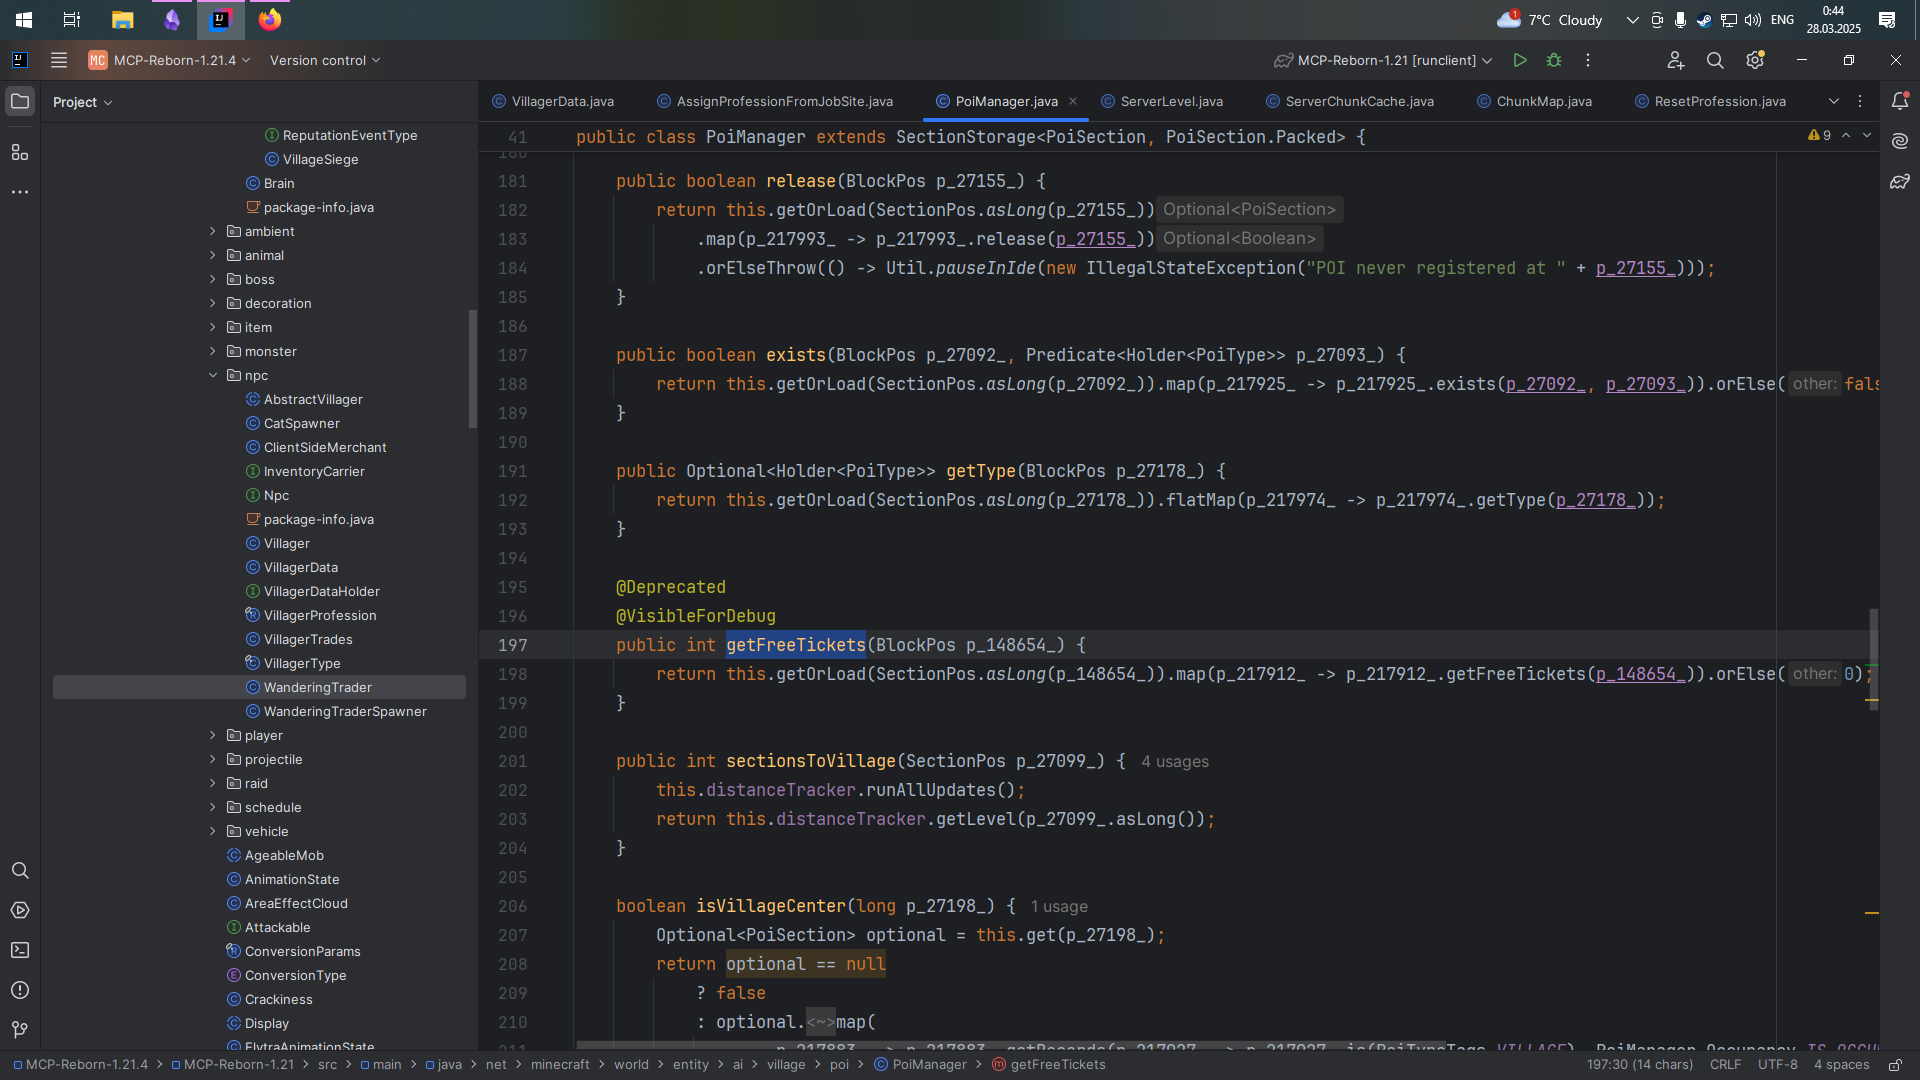 7°C Cloudy
ENG
0:44
28.03.2025
MC MCP-Reborn-1.21.4
Version control
MCP-Reborn-1.21 [runclient]
Project
VillagerData.java
AssignProfessionFromJobSite.java
PoiManager.java
ServerLevel.java
ServerChunkCache.java
ChunkMap.java
ResetProfession.java
ReputationEventType
VillageSiege
Brain
package-info.java
ambient
animal
boss
decoration
item
monster
npc
AbstractVillager
CatSpawner
ClientSideMerchant
InventoryCarrier
Npc
package-info.java
Villager
VillagerData
VillagerDataHolder
VillagerProfession
VillagerTrades
VillagerType
WanderingTrader
WanderingTraderSpawner
player
projectile
raid
schedule
vehicle
AgeableMob
AnimationState
AreaEffectCloud
Attackable
ConversionParams
ConversionType
Crackiness
Display
ElytraAnimationState
41 public class PoiManager extends SectionStorage<PoiSection, PoiSection.Packed> {
9
180
181 public boolean release(BlockPos p_27155_) {
182 return this.getOrLoad(SectionPos.asLong(p_27155_)) Optional<PoiSection>
183 .map(p_217993_ -> p_217993_.release(p_27155_)) Optional<Boolean>
184 .orElseThrow(() -> Util.pauseInIde(new IllegalStateException("POI never registered at " + p_27155_)));
185 }
186
187 public boolean exists(BlockPos p_27092_, Predicate<Holder<PoiType>> p_27093_) {
188 return this.getOrLoad(SectionPos.asLong(p_27092_)).map(p_217925_ -> p_217925_.exists(p_27092_, p_27093_)).orElse( other: fals
189 }
190
191 public Optional<Holder<PoiType>> getType(BlockPos p_27178_) {
192 return this.getOrLoad(SectionPos.asLong(p_27178_)).flatMap(p_217974_ -> p_217974_.getType(p_27178_));
193 }
194
195 @Deprecated
196 @VisibleForDebug
197 public int getFreeTickets(BlockPos p_148654_) {
198 return this.getOrLoad(SectionPos.asLong(p_148654_)).map(p_217912_ -> p_217912_.getFreeTickets(p_148654_)).orElse( other: 0);
199 }
200
201 public int sectionsToVillage(SectionPos p_27099_) { 4 usages
202 this.distanceTracker.runAllUpdates();
203 return this.distanceTracker.getLevel(p_27099_.asLong());
204 }
205
206 boolean isVillageCenter(long p_27198_) { 1 usage
207 Optional<PoiSection> optional = this.get(p_27198_);
208 return optional == null
209 ? false
210 : optional.<~>map(
211 p_217883_ -> p_217883_.getRecords(p_217927_ -> p_217927_.is(PoiTypeTags.VILLAGE), PoiManager.Occupancy.IS_OCCU
MCP-Reborn-1.21.4 > MCP-Reborn-1.21 > src > main > java > net > minecraft > world > entity > ai > village > poi > PoiManager > getFreeTickets
197:30 (14 chars)
CRLF
UTF-8
4 spaces